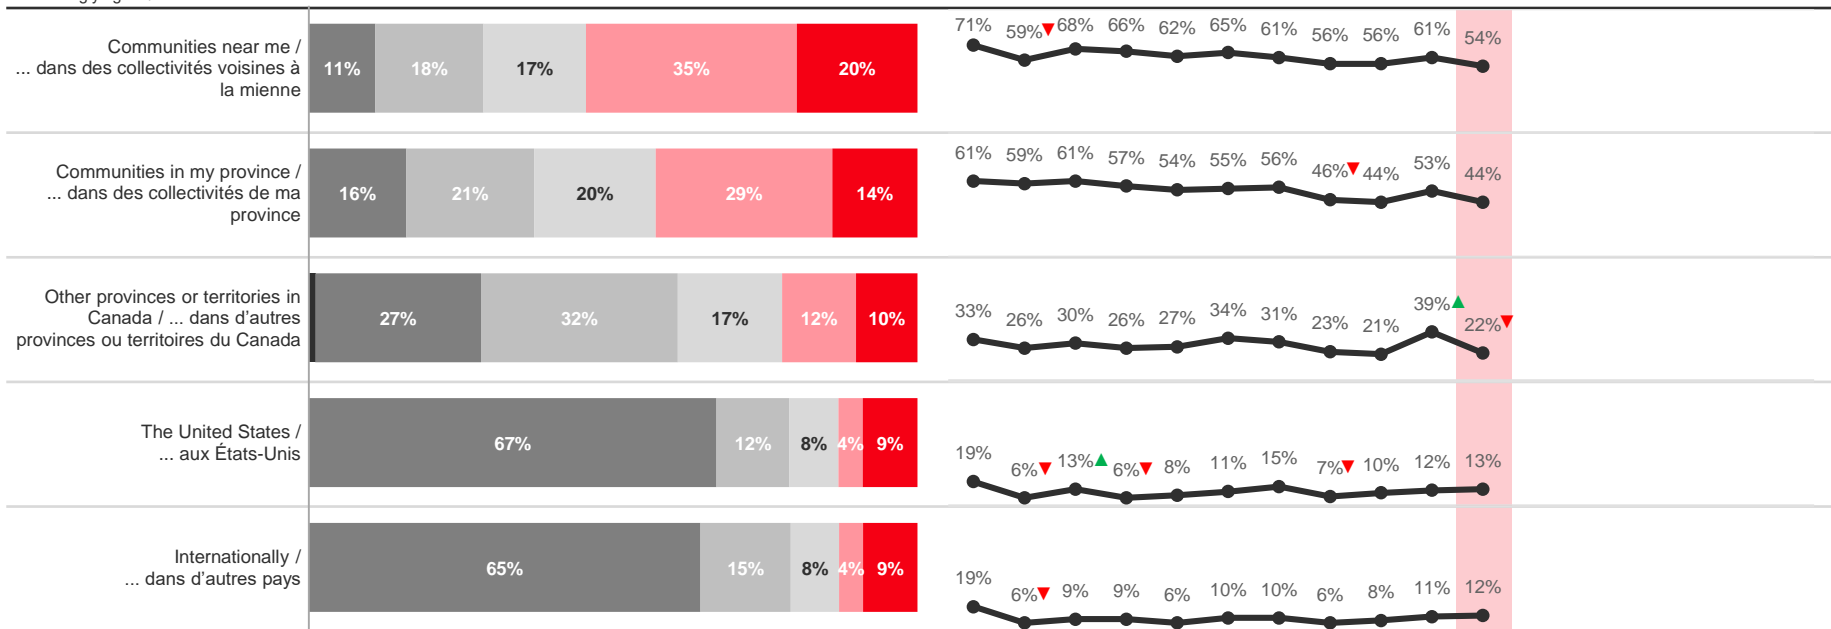 Communities near me /
... dans des collectivités voisines à
la mienne
11% 18% 17% 35% 20%
71% 59%▼ 68% 66% 62% 65% 61% 56% 56% 61% 54%
Communities in my province /
... dans des collectivités de ma
province
16% 21% 20% 29% 14%
61% 59% 61% 57% 54% 55% 56% 46%▼ 44% 53% 44%
Other provinces or territories in
Canada / ... dans d'autres
provinces ou territoires du Canada
27% 32% 17% 12% 10%
33% 26% 30% 26% 27% 34% 31% 23% 21% 39%▲ 22%▼
The United States /
... aux États-Unis
67% 12% 8% 4% 9%
19% 6%▼ 13%▲ 6%▼ 8% 11% 15% 7%▼ 10% 12% 13%
Internationally /
... dans d'autres pays
65% 15% 8% 4% 9%
19% 6%▼ 9% 9% 6% 10% 10% 6% 8% 11% 12%